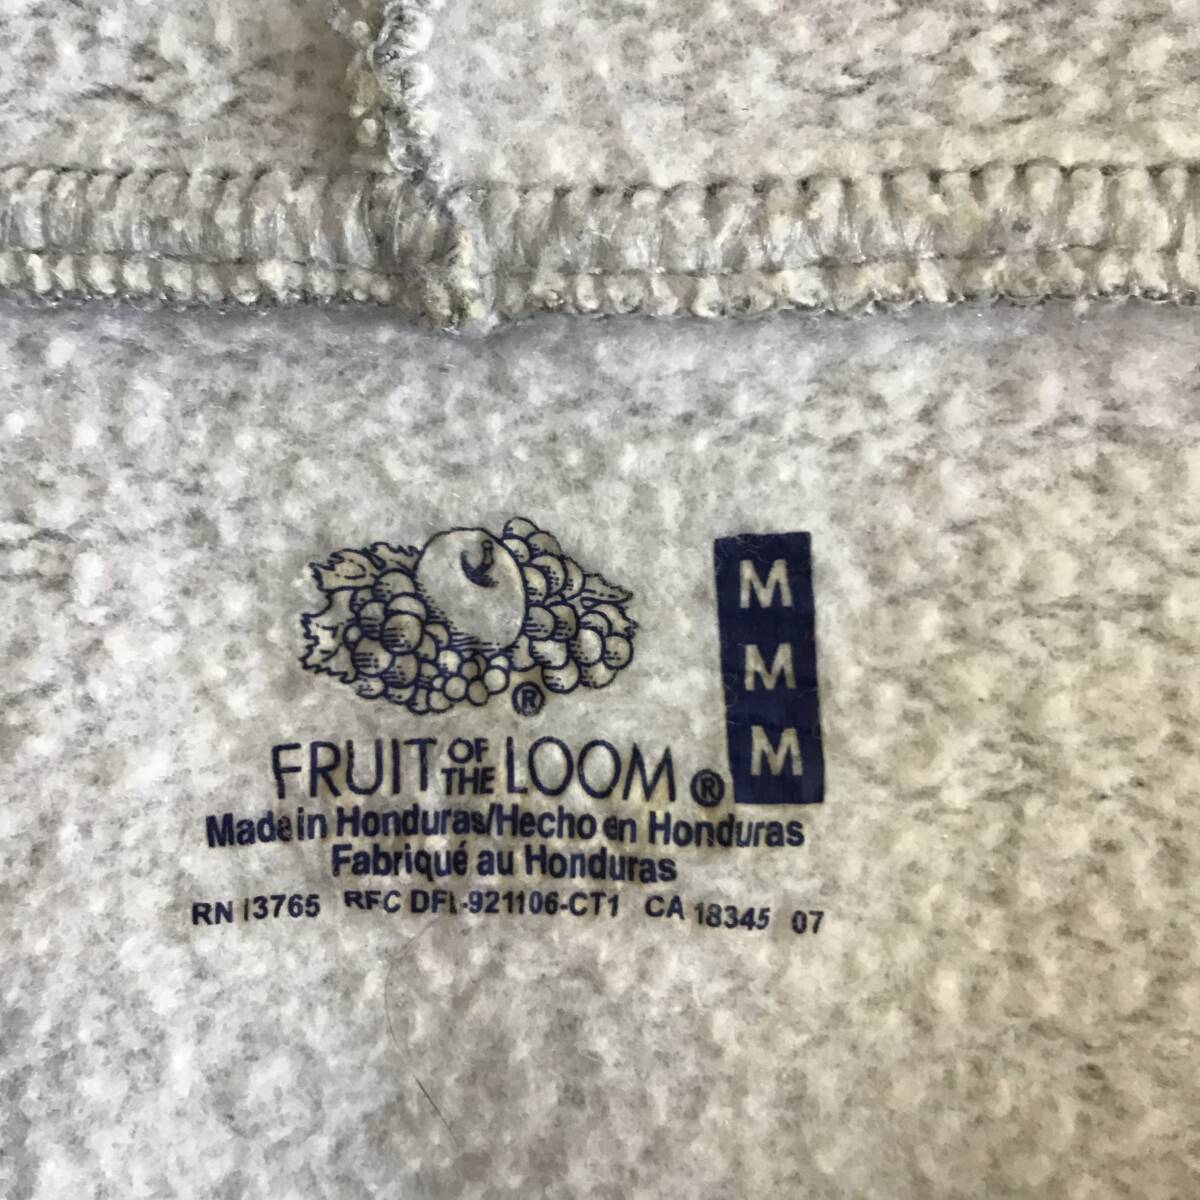 M
M
M
®
FRUIT OF THE LOOM ®
Made in Honduras/Hecho en Honduras
Fabriqué au Honduras
RN 13765 RFC DFL-921106-CT1 CA 18345 07